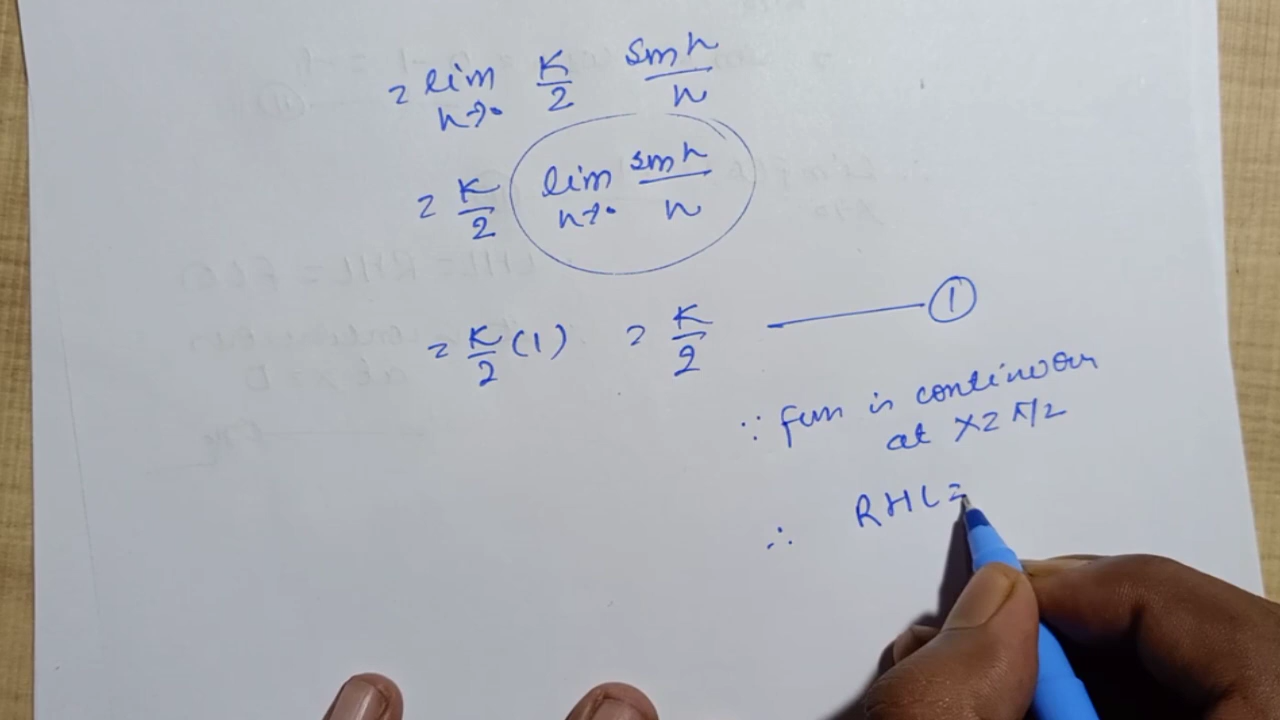 = lim h→0 K/2 sin h/h
= K/2 lim h→0 sin h/h
= K/2 (1) = K/2 ——— ①
∵ fun is continuous
at x = π/2
∴ RHL =